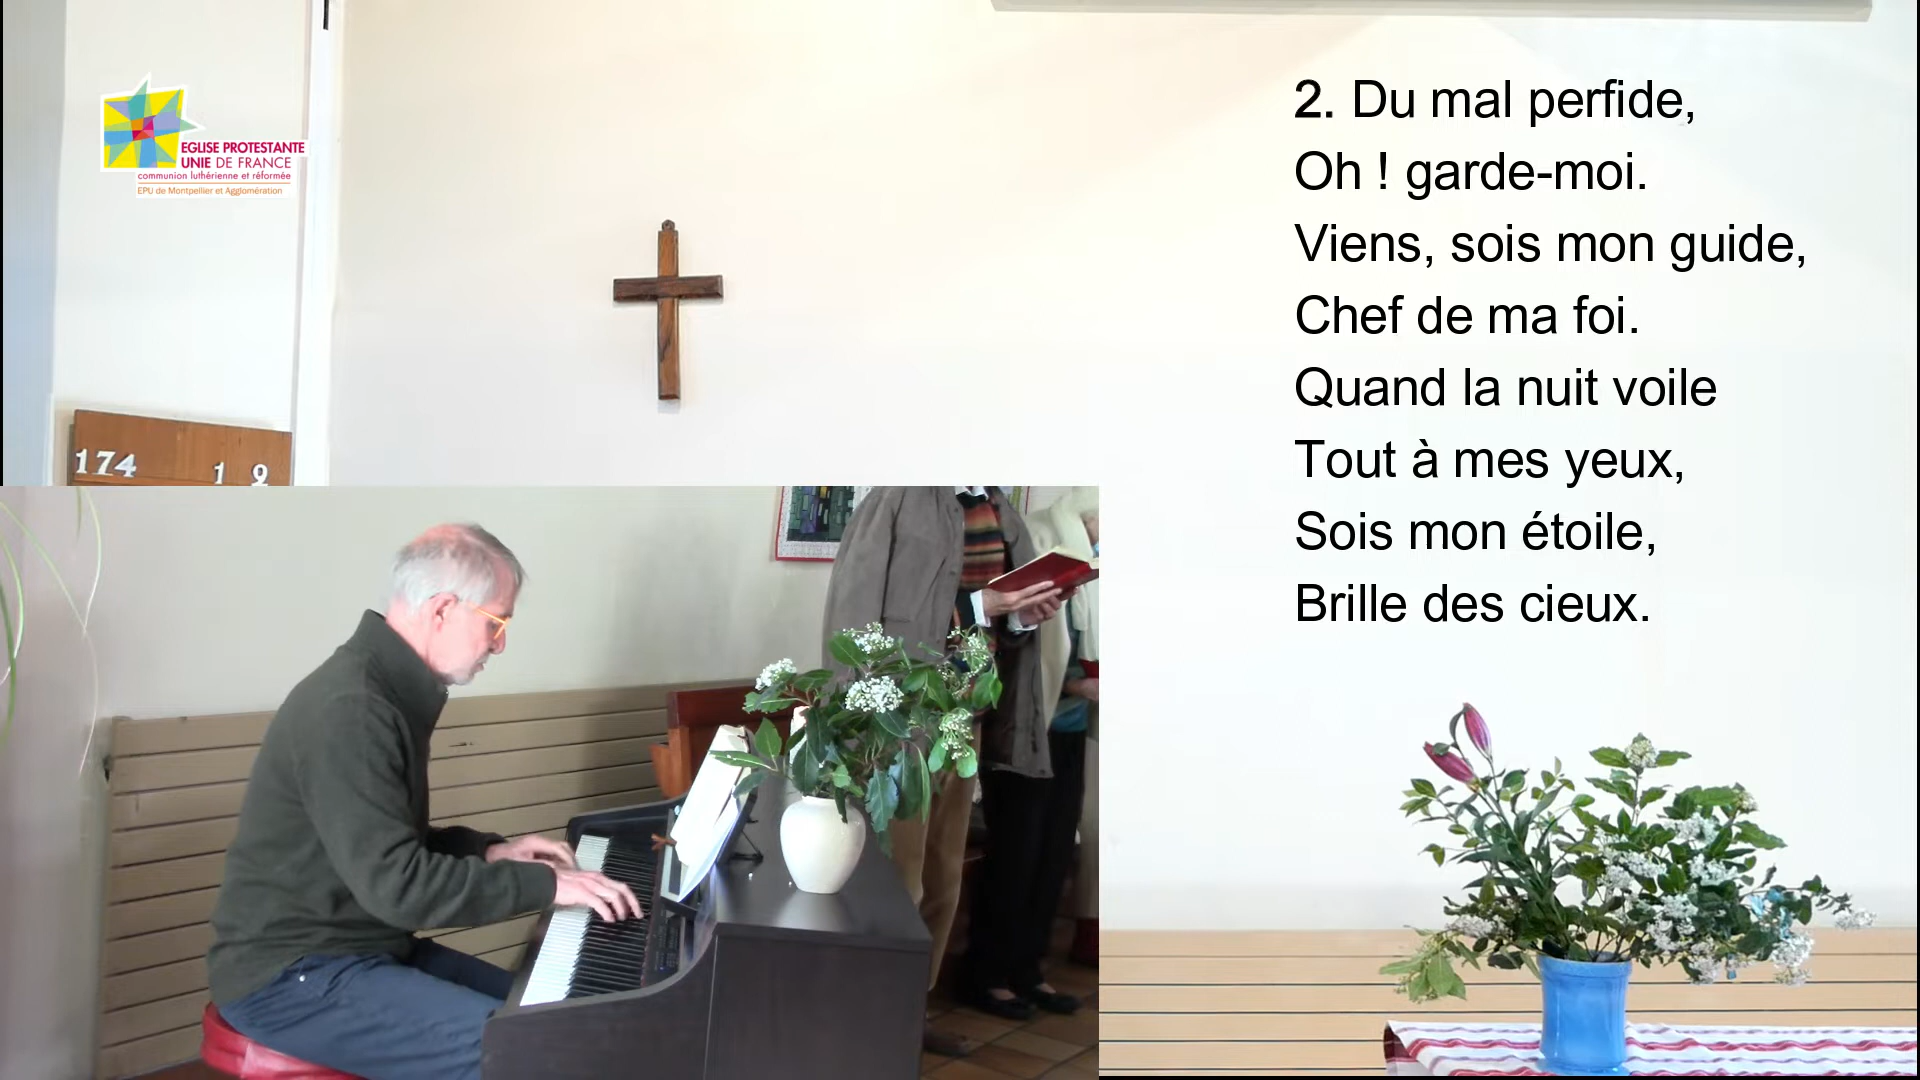 EGLISE PROTESTANTE
UNIE DE FRANCE
communion luthérienne et réformée
EPU de Montpellier et Agglomération
174 1 2
2. Du mal perfide,
Oh ! garde-moi.
Viens, sois mon guide,
Chef de ma foi.
Quand la nuit voile
Tout à mes yeux,
Sois mon étoile,
Brille des cieux.